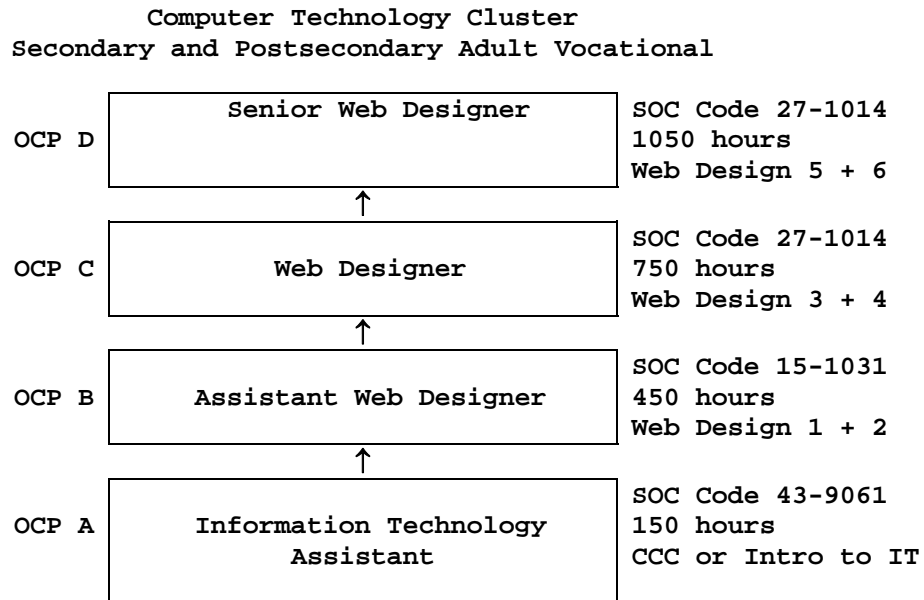 Computer Technology Cluster
Secondary and Postsecondary Adult Vocational
OCP D
Senior Web Designer
SOC Code 27-1014
1050 hours
Web Design 5 + 6
↑
OCP C
Web Designer
SOC Code 27-1014
750 hours
Web Design 3 + 4
↑
OCP B
Assistant Web Designer
SOC Code 15-1031
450 hours
Web Design 1 + 2
↑
OCP A
Information Technology
Assistant
SOC Code 43-9061
150 hours
CCC or Intro to IT